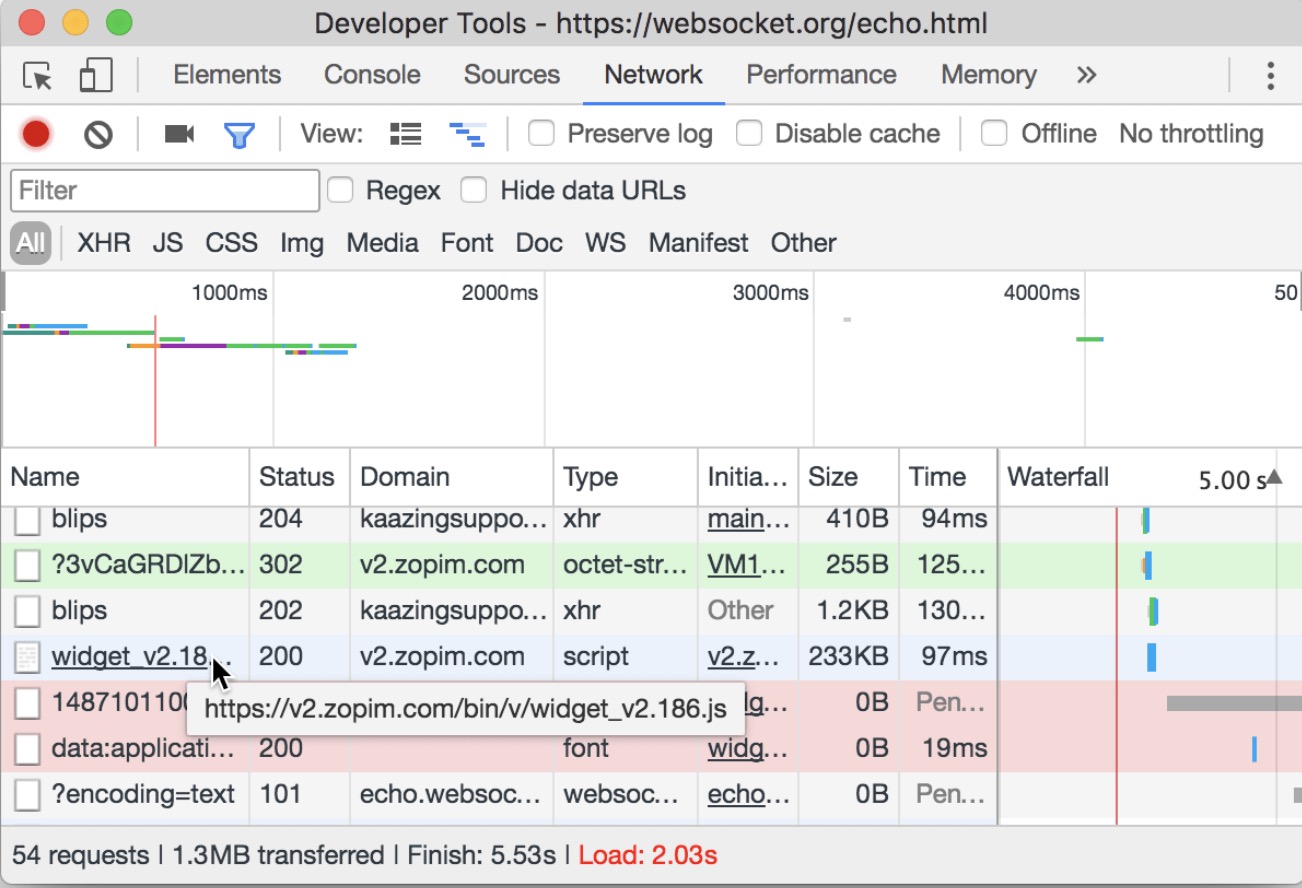 Developer Tools - https://websocket.org/echo.html
Elements Console Sources Network Performance Memory »
View: Preserve log Disable cache Offline No throttling
Filter Regex Hide data URLs
All XHR JS CSS Img Media Font Doc WS Manifest Other
1000ms 2000ms 3000ms 4000ms 50
Name Status Domain Type Initia... Size Time Waterfall 5.00 s
blips 204 kaazingsuppo... xhr main... 410B 94ms
?3vCaGRDlZb... 302 v2.zopim.com octet-str... VM1... 255B 125...
blips 202 kaazingsuppo... xhr Other 1.2KB 130...
widget_v2.18... 200 v2.zopim.com script v2.z... 233KB 97ms
0B Pen...
https://v2.zopim.com/bin/v/widget_v2.186.js
data:applicati... 200 font widg... 0B 19ms
?encoding=text 101 echo.websoc... websoc... echo... 0B Pen...
54 requests | 1.3MB transferred | Finish: 5.53s | Load: 2.03s